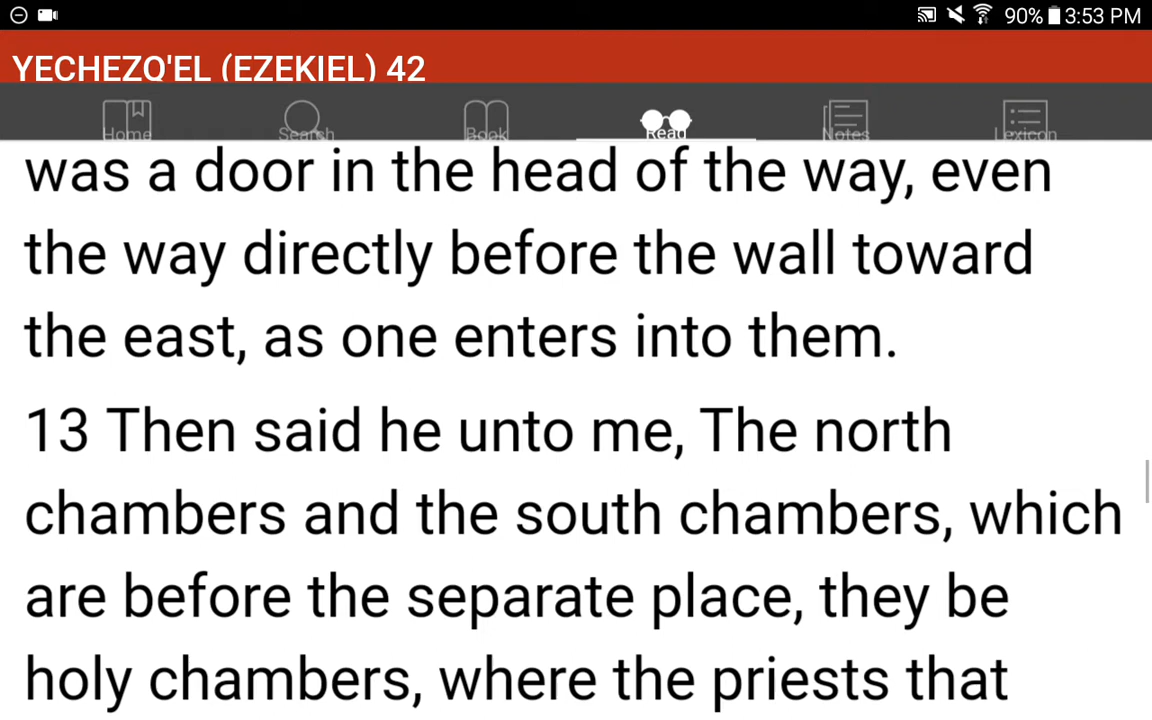 90% 3:53 PM
YECHEZQ'EL (EZEKIEL) 42
Home Search Book Read Notes Lexicon
was a door in the head of the way, even
the way directly before the wall toward
the east, as one enters into them.
13 Then said he unto me, The north
chambers and the south chambers, which
are before the separate place, they be
holy chambers, where the priests that